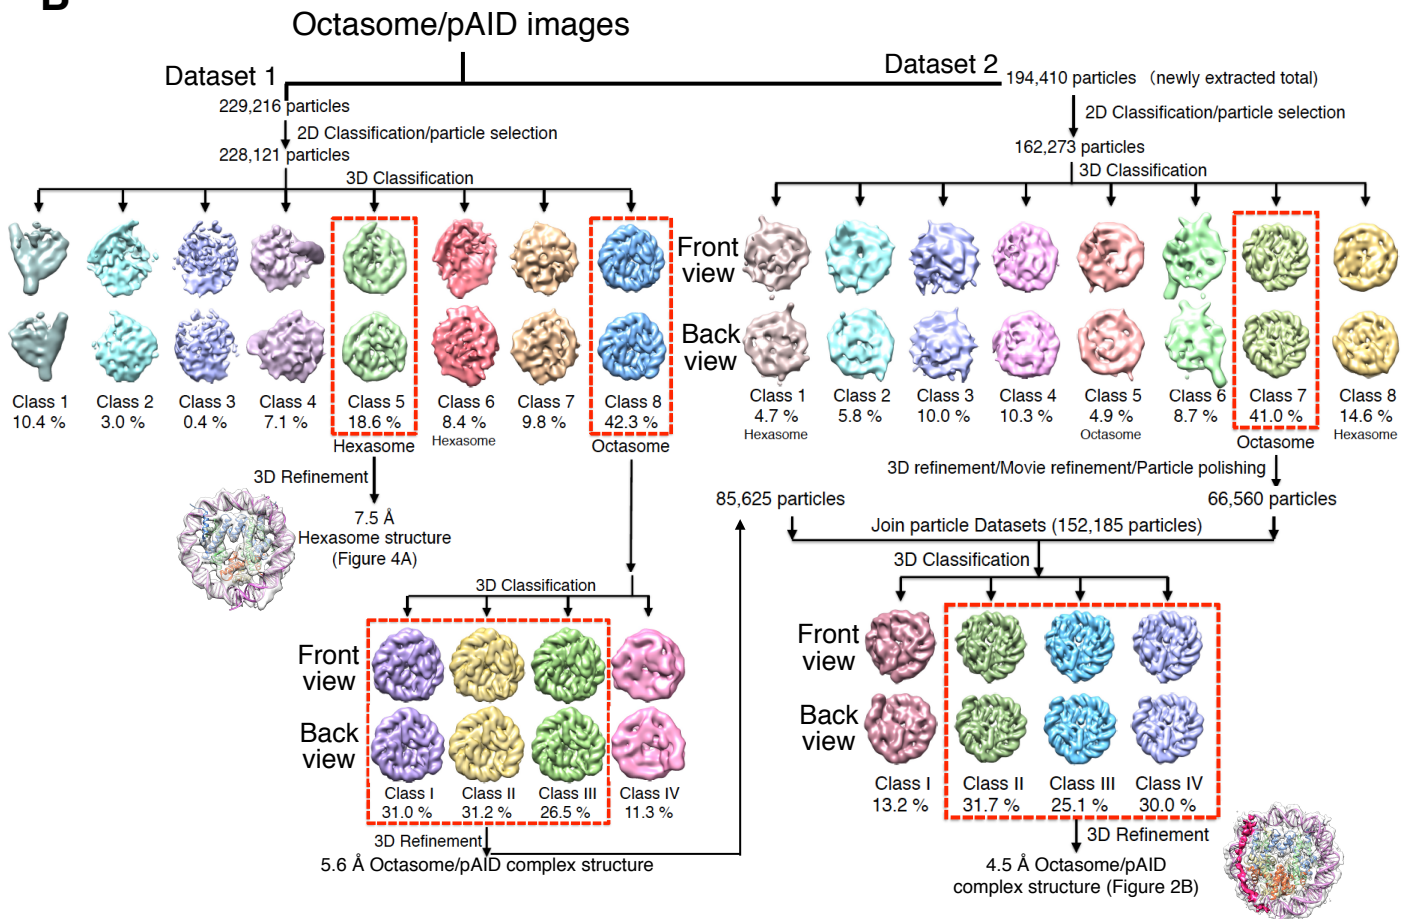 B
Octasome/pAID images
Dataset 1
Dataset 2
194,410 particles (newly extracted total)
229,216 particles
2D Classification/particle selection
2D Classification/particle selection
228,121 particles
162,273 particles
3D Classification
3D Classification
Front view
Back view
Class 1
10.4 %
Class 2
3.0 %
Class 3
0.4 %
Class 4
7.1 %
Class 5
18.6 %
Hexasome
Class 6
8.4 %
Hexasome
Class 7
9.8 %
Class 8
42.3 %
Octasome
Class 1
4.7 %
Hexasome
Class 2
5.8 %
Class 3
10.0 %
Class 4
10.3 %
Class 5
4.9 %
Octasome
Class 6
8.7 %
Class 7
41.0 %
Octasome
Class 8
14.6 %
Hexasome
3D Refinement
7.5 Å
Hexasome structure
(Figure 4A)
3D refinement/Movie refinement/Particle polishing
85,625 particles
66,560 particles
Join particle Datasets (152,185 particles)
3D Classification
3D Classification
Front view
Back view
Class I
31.0 %
Class II
31.2 %
Class III
26.5 %
Class IV
11.3 %
3D Refinement
5.6 Å Octasome/pAID complex structure
Front view
Back view
Class I
13.2 %
Class II
31.7 %
Class III
25.1 %
Class IV
30.0 %
3D Refinement
4.5 Å Octasome/pAID
complex structure (Figure 2B)